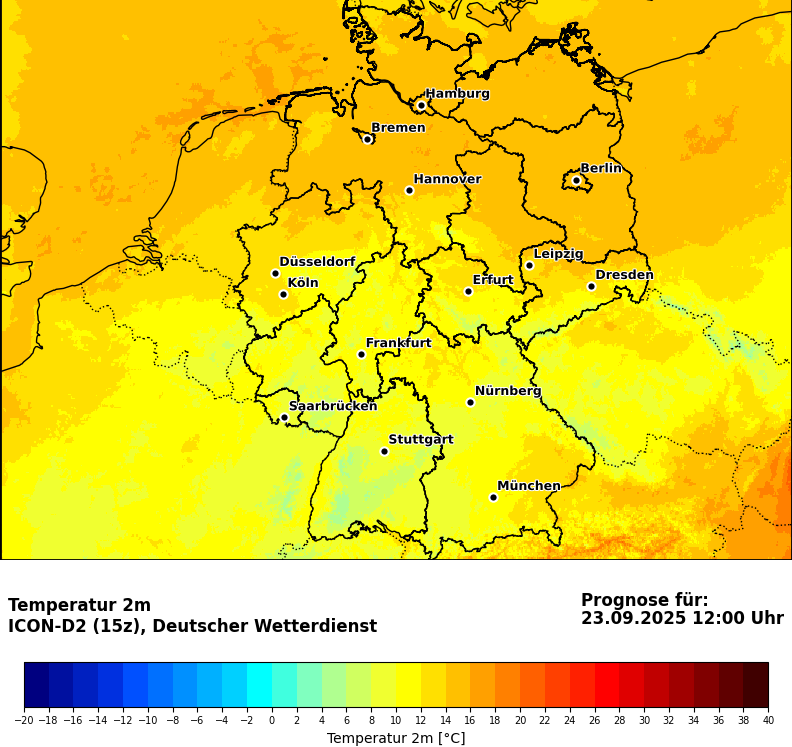 Hamburg
Bremen
Berlin
Hannover
Leipzig
Düsseldorf
Dresden
Köln
Erfurt
Frankfurt
Nürnberg
Saarbrücken
Stuttgart
München
Temperatur 2m
ICON-D2 (15z), Deutscher Wetterdienst
Prognose für:
23.09.2025 12:00 Uhr
−20 −18 −16 −14 −12 −10 −8 −6 −4 −2 0 2 4 6 8 10 12 14 16 18 20 22 24 26 28 30 32 34 36 38 40
Temperatur 2m [°C]